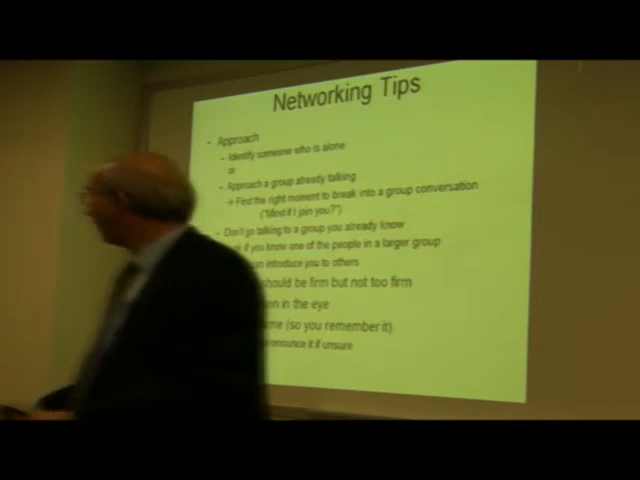 Networking Tips
• Approach
– Identify someone who is alone
or
– Approach a group already talking
→ Find the right moment to break into a group conversation
("Mind if I join you?")
– Don't go talking to a group you already know
if you know one of the people in a larger group
introduce you to others
should be firm but not too firm
in the eye
(so you remember it)
pronounce it if unsure